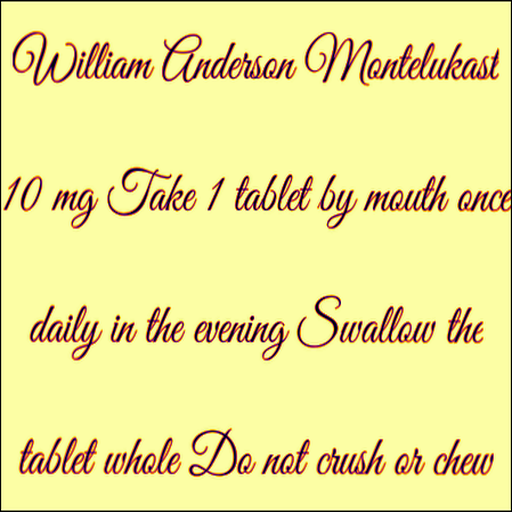 William Anderson Montelukast
10 mg Take 1 tablet by mouth once
daily in the evening Swallow the
tablet whole Do not crush or chew